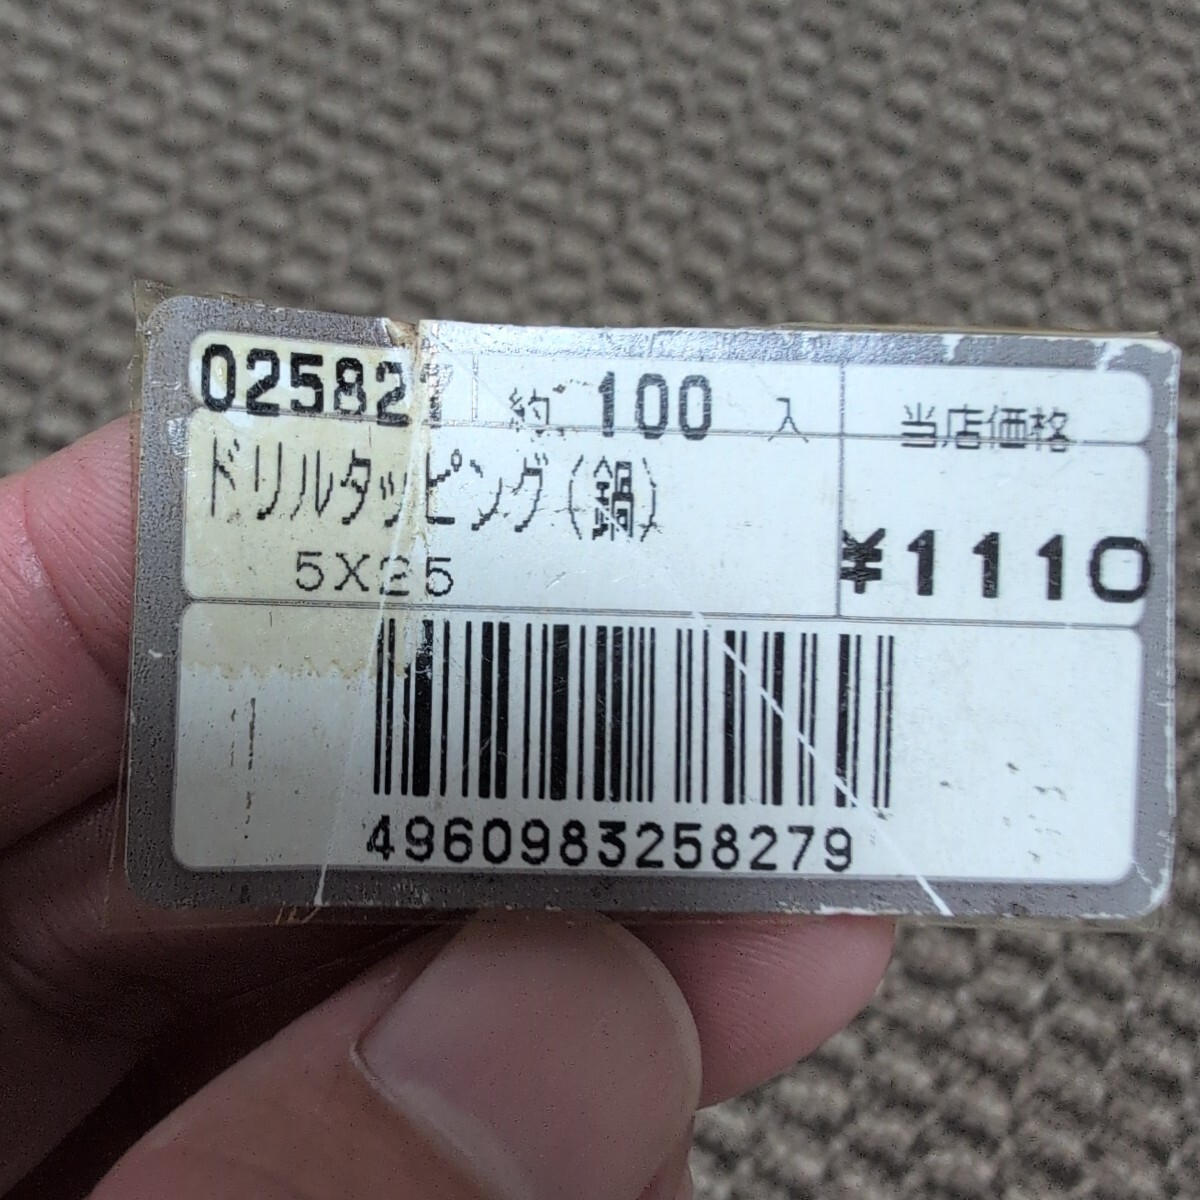 025827 約 100 入 当店価格
ドリルタッピング(鍋)
5X25 ¥1110
4960983258279